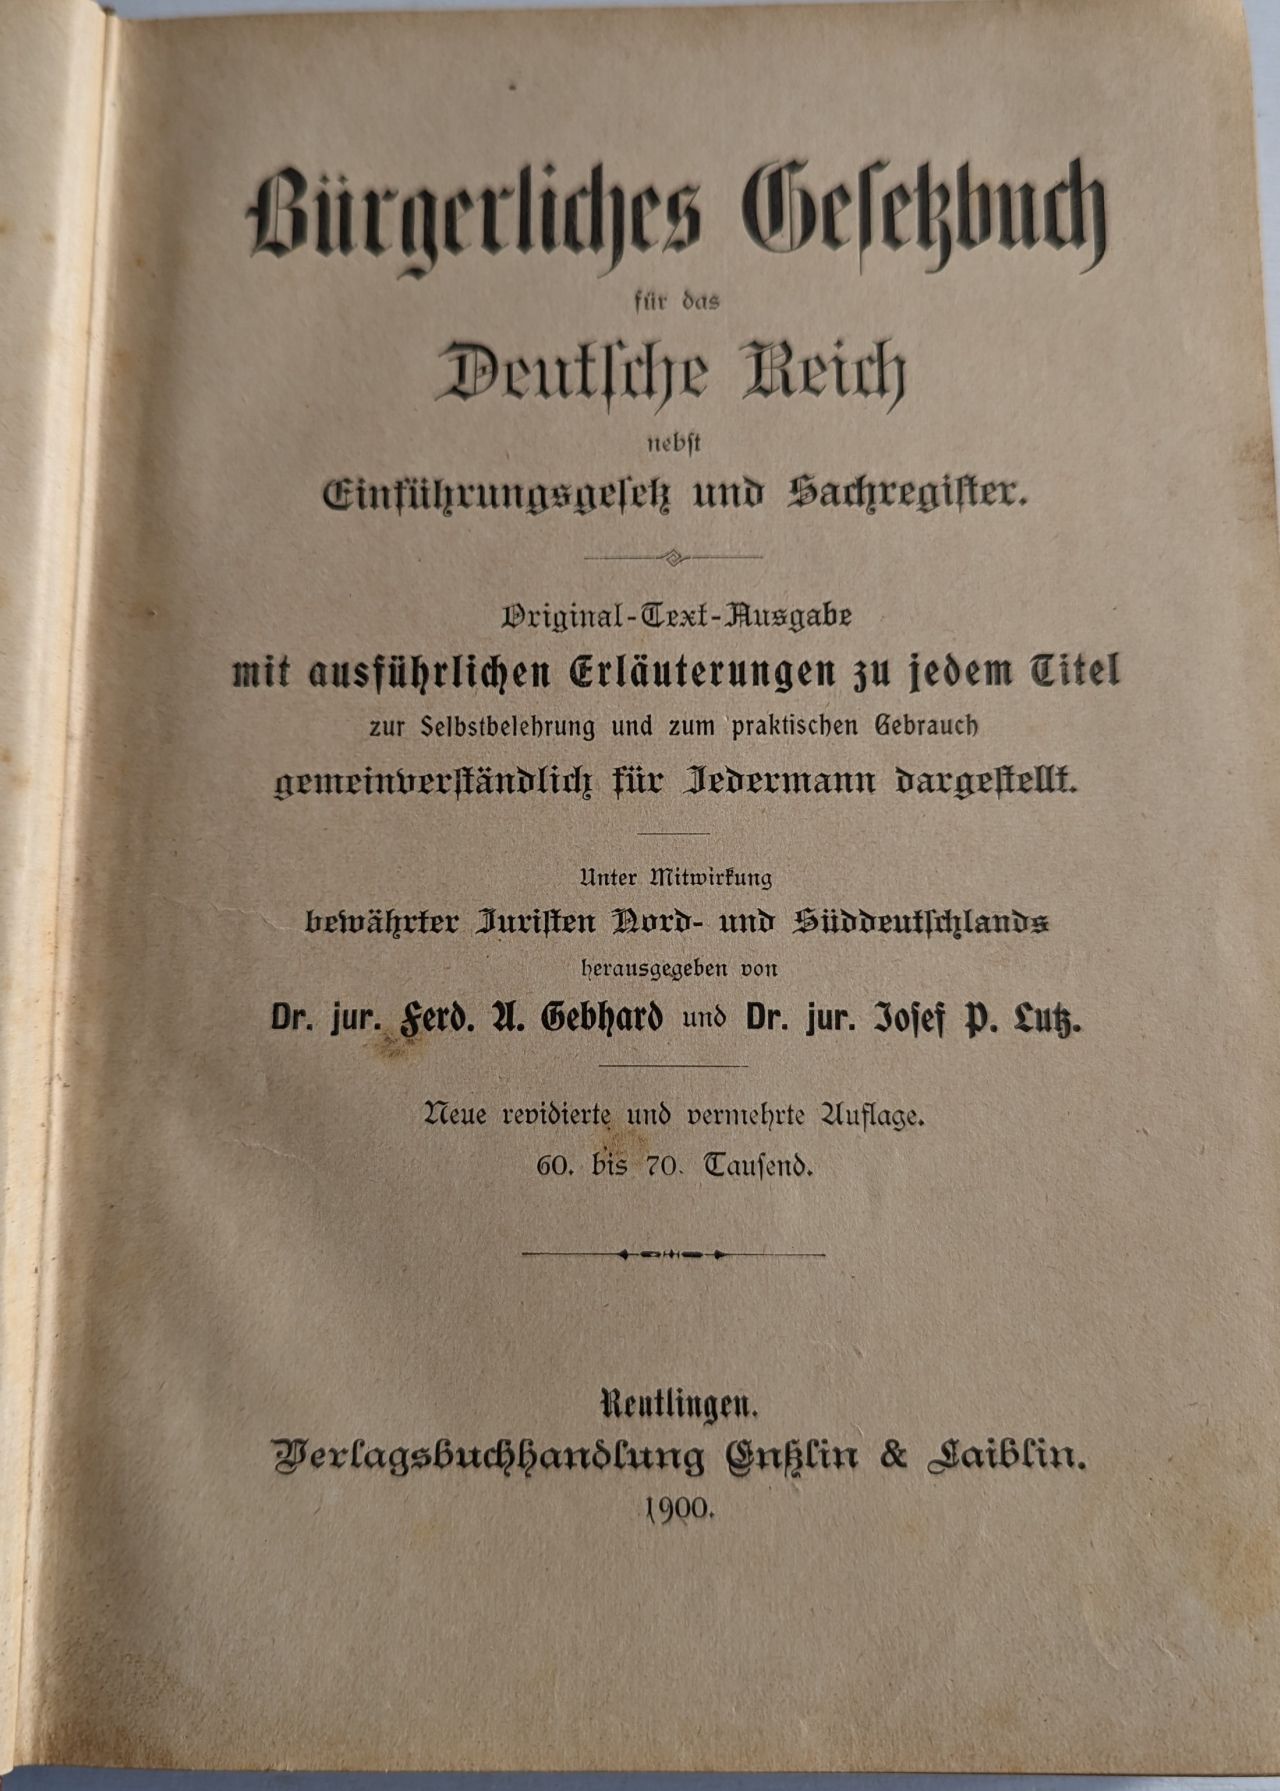 Bürgerliches Geſetzbuch
für das
Deutſche Reich
nebſt
Einführungsgeſetz und Sachregiſter.
Original-Text-Ausgabe
mit ausführlichen Erläuterungen zu jedem Titel
zur Selbstbelehrung und zum praktischen Gebrauch
gemeinverſtändlich für Jedermann dargeſtellt.
Unter Mitwirkung
bewährter Juriſten Nord- und Süddeutſchlands
herausgegeben von
Dr. jur. Ferd. A. Gebhard und Dr. jur. Joſef P. Lutz.
Neue revidierte und vermehrte Auflage.
60. bis 70. Tauſend.
Reutlingen.
Verlagsbuchhandlung Enßlin & Laiblin.
1900.